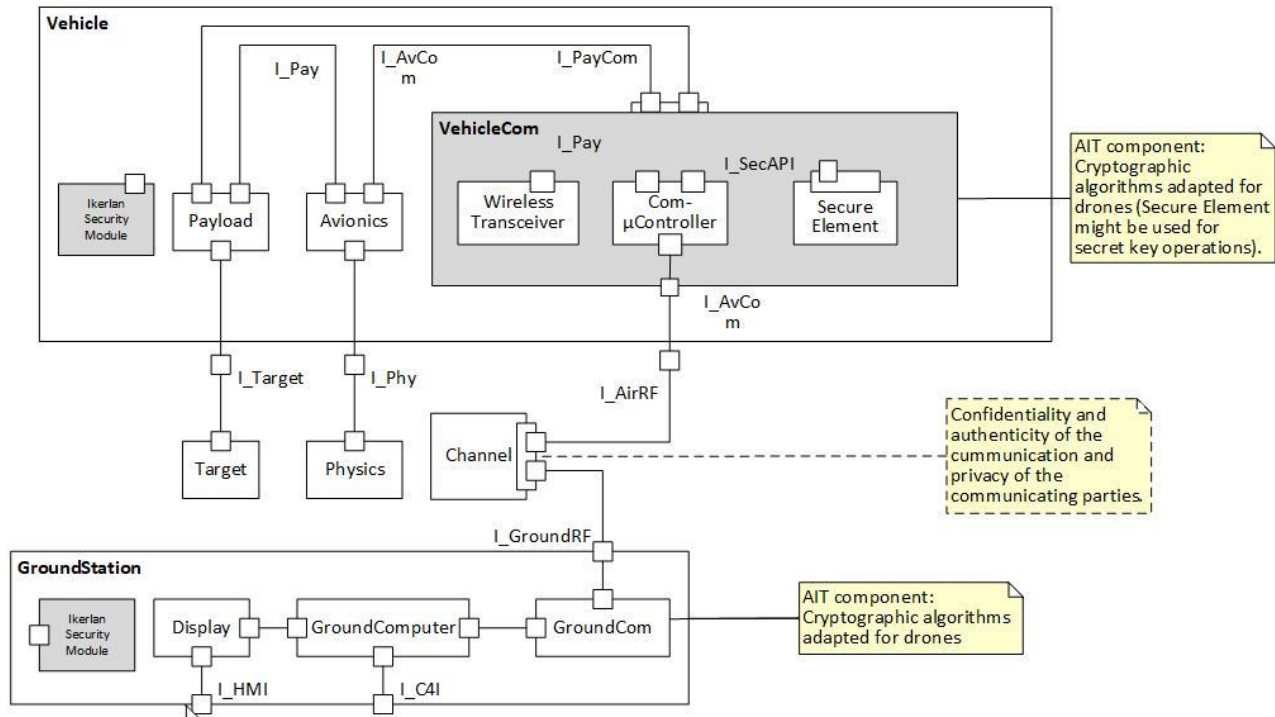 Vehicle
I_Pay
I_AvCo
m
I_PayCom
VehicleCom
I_Pay
I_SecAPI
Wireless
Transceiver
Com-
µController
Secure
Element
Ikerlan
Security
Module
Payload
Avionics
AIT component:
Cryptographic
algorithms adapted for
drones (Secure Element
might be used for
secret key operations).
I_AvCo
m
I_Target
I_Phy
I_AirRF
Target
Physics
Channel
Confidentiality and
authenticity of the
cummunication and
privacy of the
communicating parties.
I_GroundRF
GroundStation
Ikerlan
Security
Module
Display
GroundComputer
GroundCom
AIT component:
Cryptographic algorithms
adapted for drones
I_HMI
I_C4I